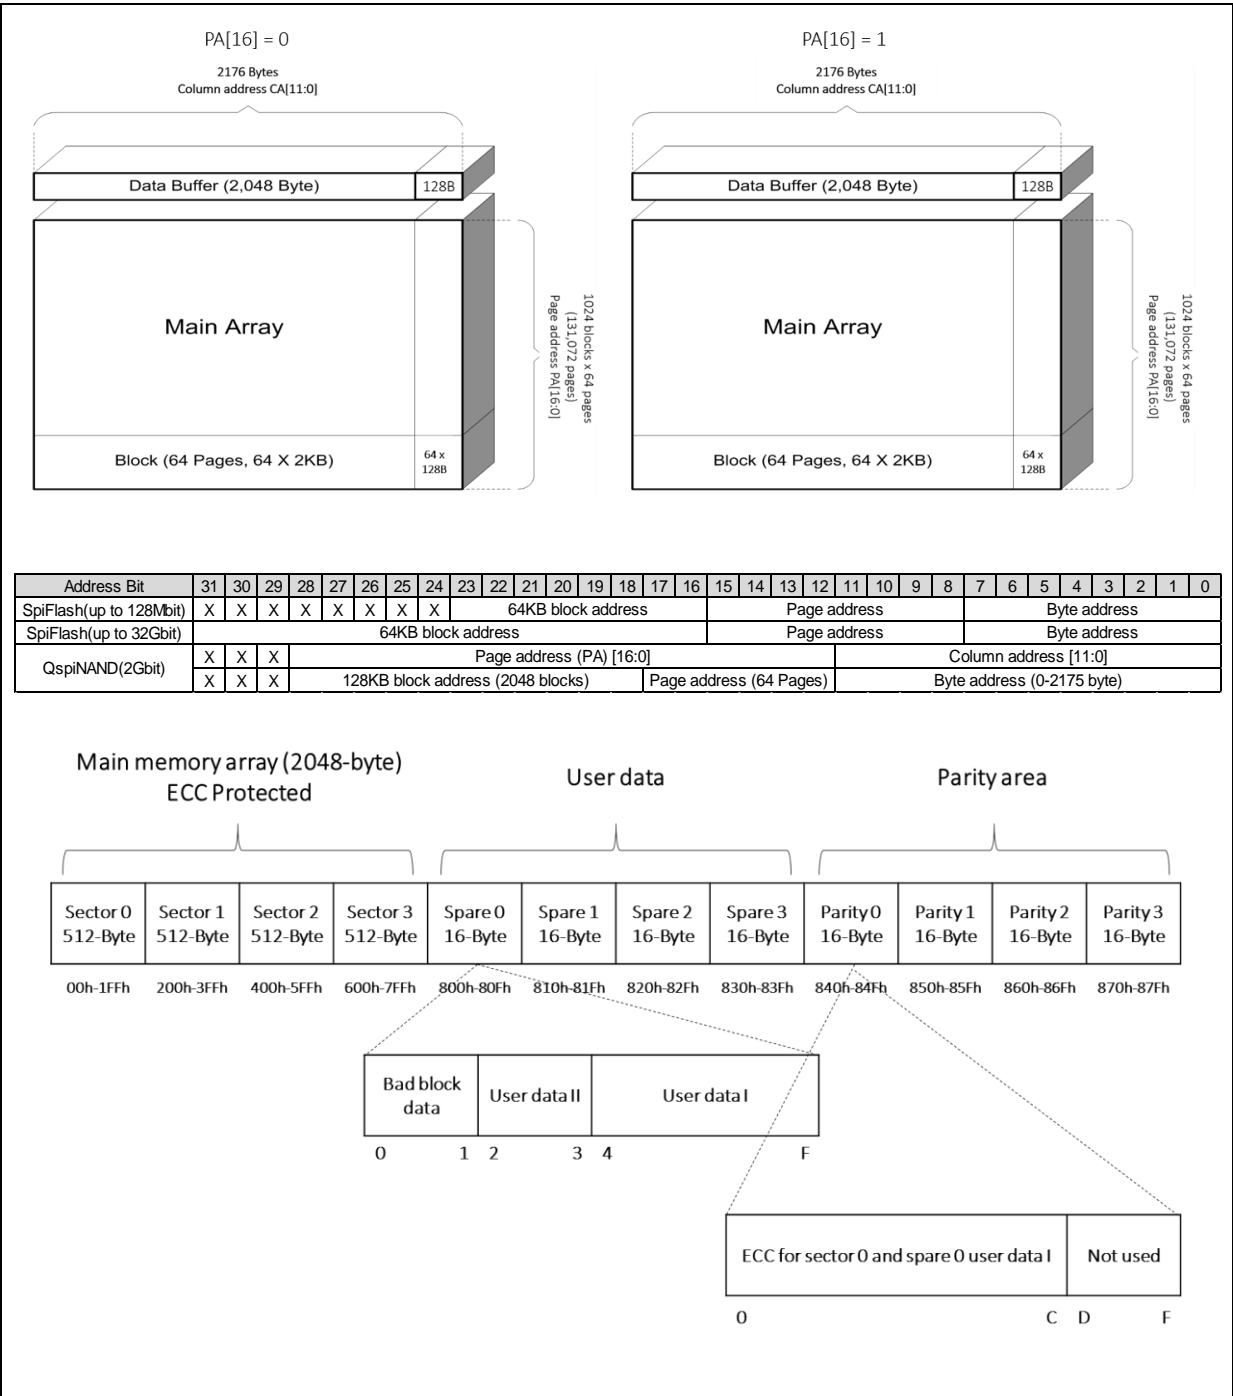 PA[16] = 0
2176 Bytes
Column address CA[11:0]
Data Buffer (2,048 Byte)
128B
Main Array
1024 blocks x 64 pages
(131,072 pages)
Page address PA[16:0]
Block (64 Pages, 64 X 2KB)
64 x
128B
PA[16] = 1
2176 Bytes
Column address CA[11:0]
Data Buffer (2,048 Byte)
128B
Main Array
1024 blocks x 64 pages
(131,072 pages)
Page address PA[16:0]
Block (64 Pages, 64 X 2KB)
64 x
128B
Address Bit 31 30 29 28 27 26 25 24 23 22 21 20 19 18 17 16 15 14 13 12 11 10 9 8 7 6 5 4 3 2 1 0
SpiFlash(up to 128Mbit) X X X X X X X X 64KB block address Page address Byte address
SpiFlash(up to 32Gbit) 64KB block address Page address Byte address
QspiNAND(2Gbit) X X X Page address (PA) [16:0] Column address [11:0]
X X X 128KB block address (2048 blocks) Page address (64 Pages) Byte address (0-2175 byte)
Main memory array (2048-byte)
ECC Protected
User data
Parity area
Sector 0 Sector 1 Sector 2 Sector 3 Spare 0 Spare 1 Spare 2 Spare 3 Parity 0 Parity 1 Parity 2 Parity 3
512-Byte 512-Byte 512-Byte 512-Byte 16-Byte 16-Byte 16-Byte 16-Byte 16-Byte 16-Byte 16-Byte 16-Byte
00h-1FFh 200h-3FFh 400h-5FFh 600h-7FFh 800h-80Fh 810h-81Fh 820h-82Fh 830h-83Fh 840h-84Fh 850h-85Fh 860h-86Fh 870h-87Fh
Bad block
data
User data II
User data I
0 1 2 3 4 F
ECC for sector 0 and spare 0 user data I
Not used
0 C D F